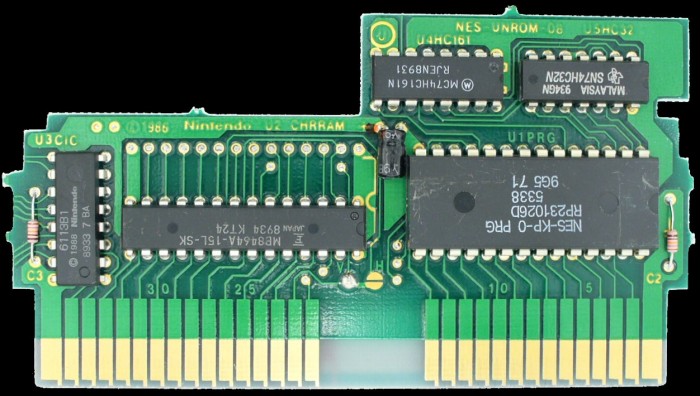 NES-UNROM-08
U5HC32
U4HC161
MC74HC161N
RJEN8931
MALAYSIA 934GN
SN74HC32N
©1986 Nintendo U2 CHRRAM
U1PRG
U3CIC
6113B1
© 1986 Nintendo
8933 7 BA
MB8464A-15L-SK
JAPAN 8934 KT24
NES-KP-0 PRG
RP231026D
5338
9G5 71
V H
C3
C2
30 25 10 5